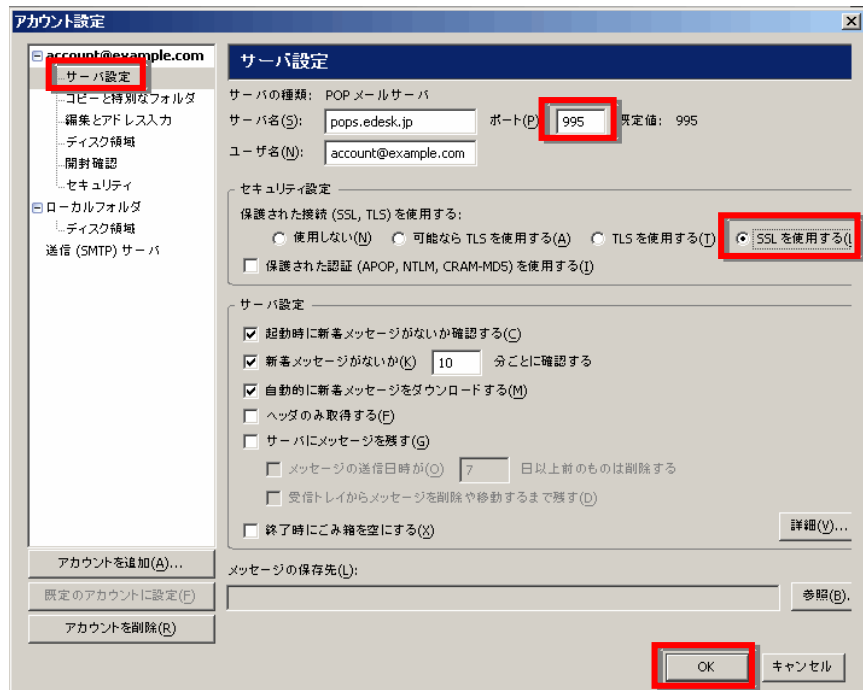 アカウント設定
account@example.com
サーバ設定
コピーと特別なフォルダ
編集とアドレス入力
ディスク領域
開封確認
セキュリティ
ローカルフォルダ
ディスク領域
送信 (SMTP) サーバ
アカウントを追加(A)...
既定のアカウントに設定(F)
アカウントを削除(R)
サーバ設定
サーバの種類: POP メールサーバ
サーバ名(S): pops.edesk.jp ポート(P) 995 既定値: 995
ユーザ名(N): account@example.com
セキュリティ設定
保護された接続 (SSL, TLS) を使用する:
使用しない(N) 可能なら TLS を使用する(A) TLS を使用する(T) SSL を使用する(L
保護された認証 (APOP, NTLM, CRAM-MD5) を使用する(I)
サーバ設定
起動時に新着メッセージがないか確認する(C)
新着メッセージがないか(K) 10 分ごとに確認する
自動的に新着メッセージをダウンロードする(M)
ヘッダのみ取得する(F)
サーバにメッセージを残す(G)
メッセージの送信日時が(O) 7 日以上前のものは削除する
受信トレイからメッセージを削除や移動するまで残す(D)
終了時にごみ箱を空にする(X)
詳細(V)...
メッセージの保存先(L):
参照(B).
OK キャンセル